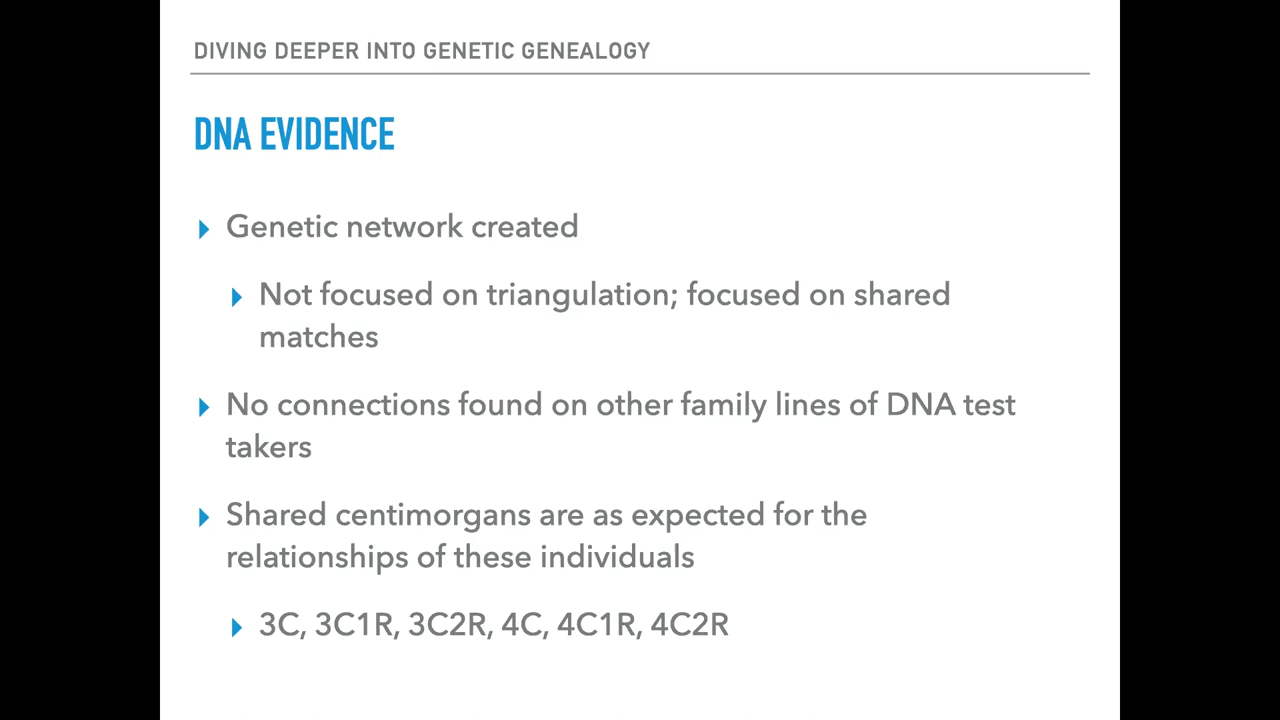 DIVING DEEPER INTO GENETIC GENEALOGY
DNA EVIDENCE
Genetic network created
Not focused on triangulation; focused on shared
matches
No connections found on other family lines of DNA test
takers
Shared centimorgans are as expected for the
relationships of these individuals
3C, 3C1R, 3C2R, 4C, 4C1R, 4C2R